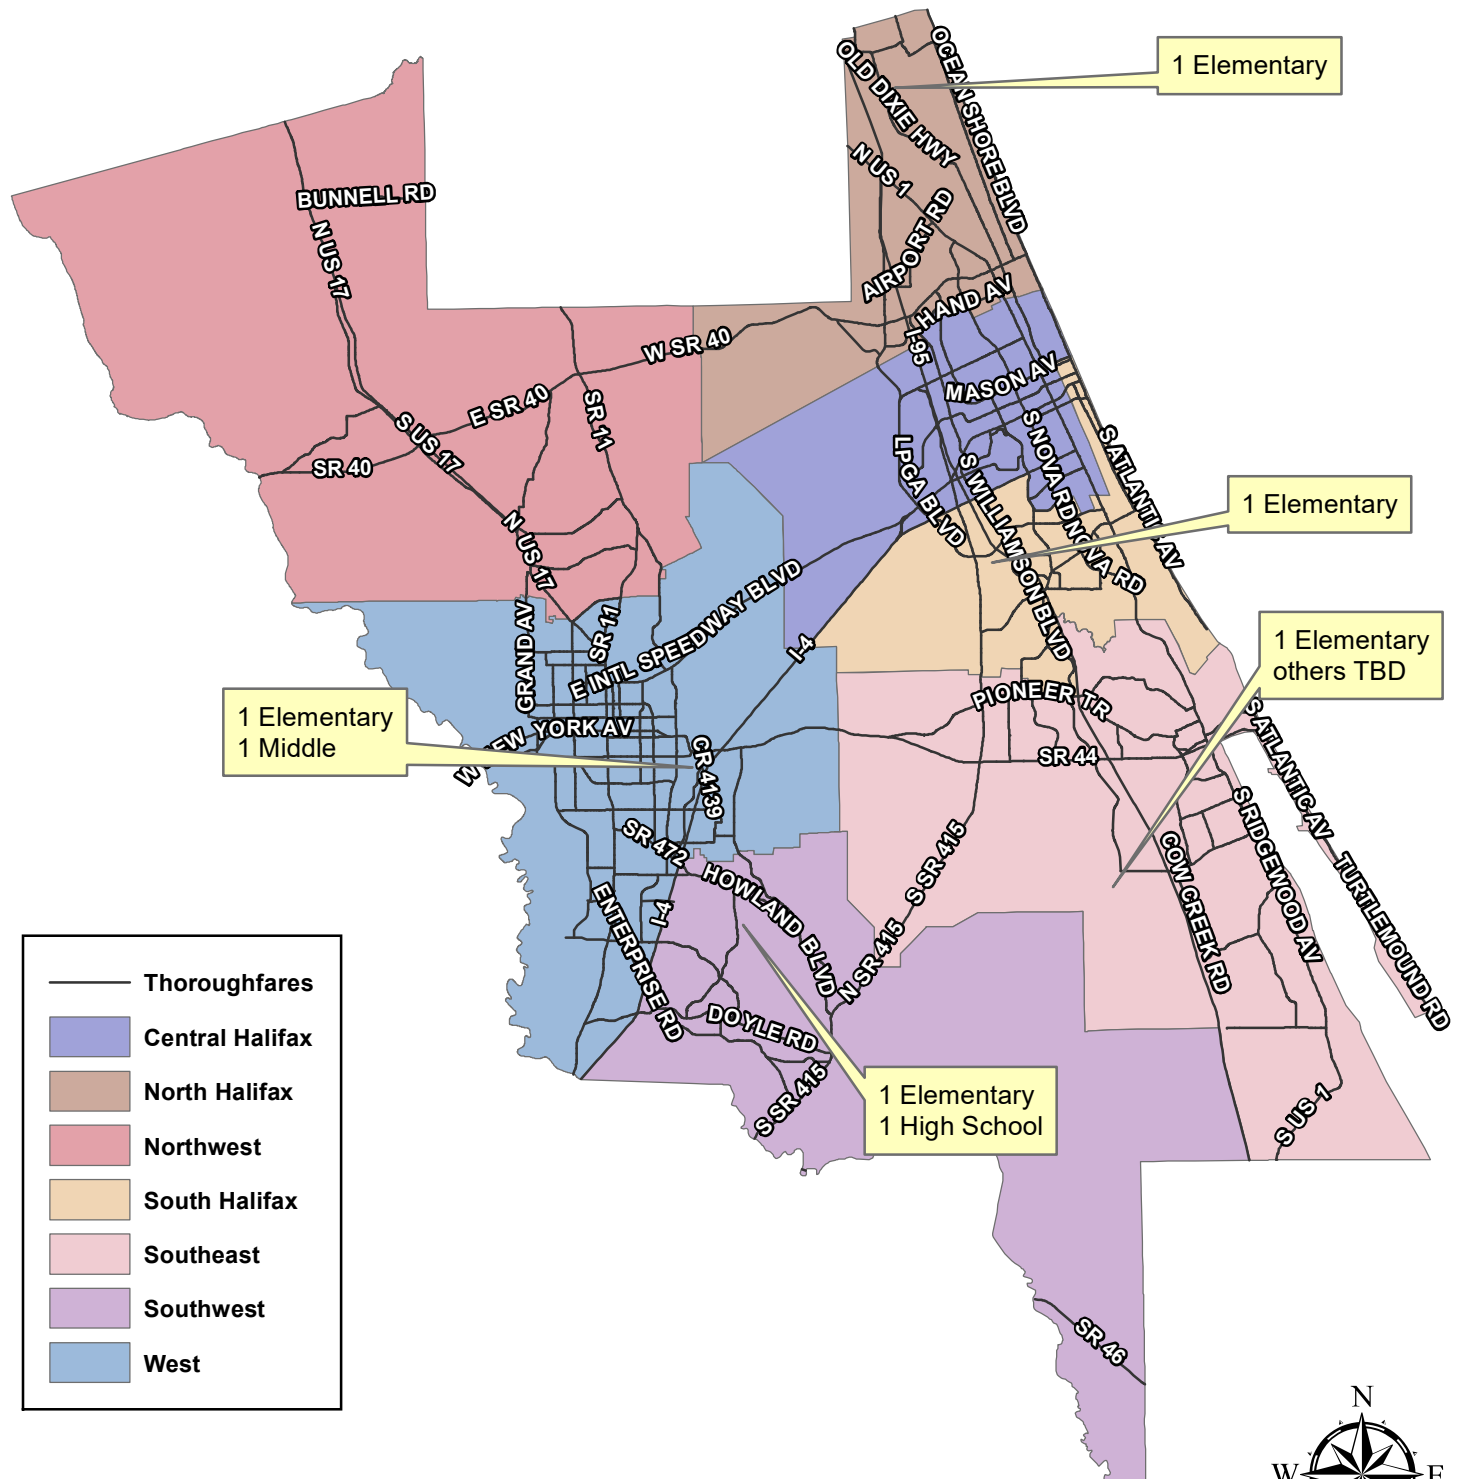 OLD DIXIE HWY
OCEAN SHORE BLVD
1 Elementary
N US 1
BUNNELL RD
N US 17
AIRPORT RD
HAND AV
I-95
W SR 40
MASON AV
E SR 40
SR 11
S US 17
SR 40
LPGA BLVD
S WILLIAMSON BLVD
S NOVA RD
NOVA RD
S ATLANTIC AV
1 Elementary
N US 17
E INTL SPEEDWAY BLVD
GRAND AV
SR 11
I-4
1 Elementary
others TBD
PIONEER TR
1 Elementary
1 Middle
W NEW YORK AV
CR 4139
SR 44
S ATLANTIC AV
S RIDGEWOOD AV
SR 472
HOWLAND BLVD
S SR 415
COW CREEK RD
TURTLEMOUND RD
ENTERPRISE RD
I-4
N SR 415
DOYLE RD
S SR 415
1 Elementary
1 High School
S US 1
SR 46
Thoroughfares
Central Halifax
North Halifax
Northwest
South Halifax
Southeast
Southwest
West
N
W
E